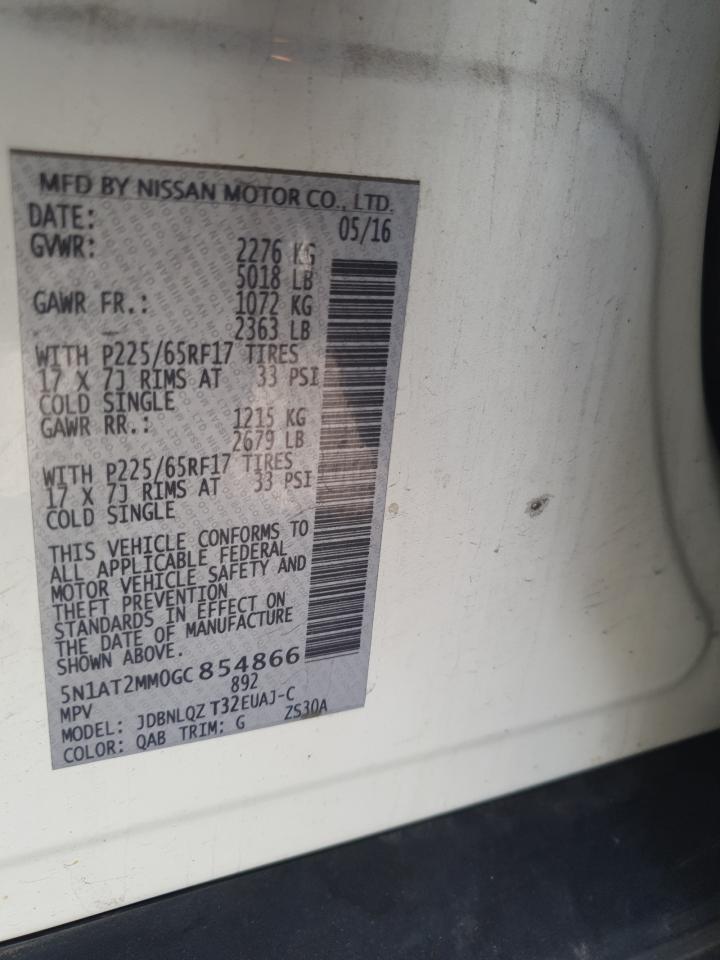 MFD BY NISSAN MOTOR CO., LTD.
DATE: 05/16
GVWR: 2276 KG
5018 LB
GAWR FR.: 1072 KG
2363 LB
WITH P225/65RF17 TIRES
17 X 7J RIMS AT 33 PSI
COLD SINGLE
GAWR RR.: 1215 KG
2679 LB
WITH P225/65RF17 TIRES
17 X 7J RIMS AT 33 PSI
COLD SINGLE
THIS VEHICLE CONFORMS TO
ALL APPLICABLE FEDERAL
MOTOR VEHICLE SAFETY AND
THEFT PREVENTION
STANDARDS IN EFFECT ON
THE DATE OF MANUFACTURE
SHOWN ABOVE.
5N1AT2MM0GC854866
MPV 892
MODEL: JDBNLQZ T32EUAJ-C
COLOR: QAB TRIM: G ZS30A